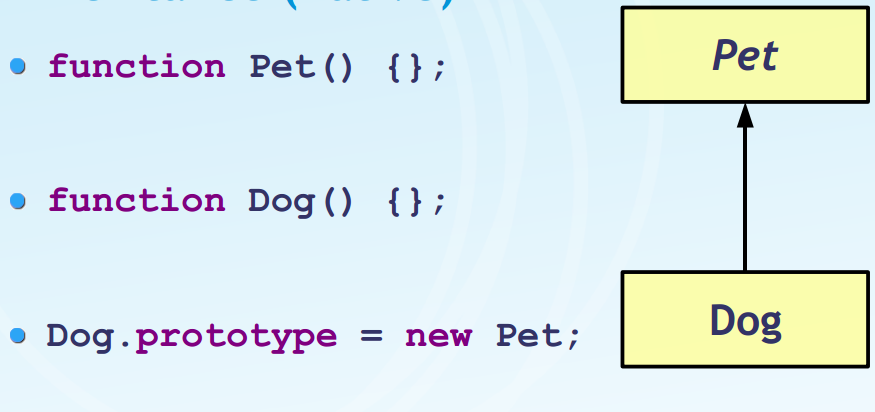 function Pet() {};
function Dog() {};
Dog.prototype = new Pet;
Pet
Dog